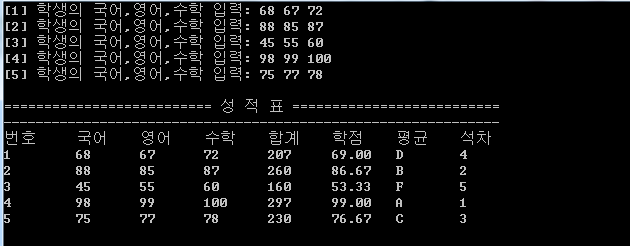 [1] 학생의 국어,영어,수학 입력: 68 67 72
[2] 학생의 국어,영어,수학 입력: 88 85 87
[3] 학생의 국어,영어,수학 입력: 45 55 60
[4] 학생의 국어,영어,수학 입력: 98 99 100
[5] 학생의 국어,영어,수학 입력: 75 77 78
========================== 성 적 표 ==========================
--------------------------------------------------------------
번호 국어 영어 수학 합계 학점 평균 석차
1 68 67 72 207 69.00 D 4
2 88 85 87 260 86.67 B 2
3 45 55 60 160 53.33 F 5
4 98 99 100 297 99.00 A 1
5 75 77 78 230 76.67 C 3